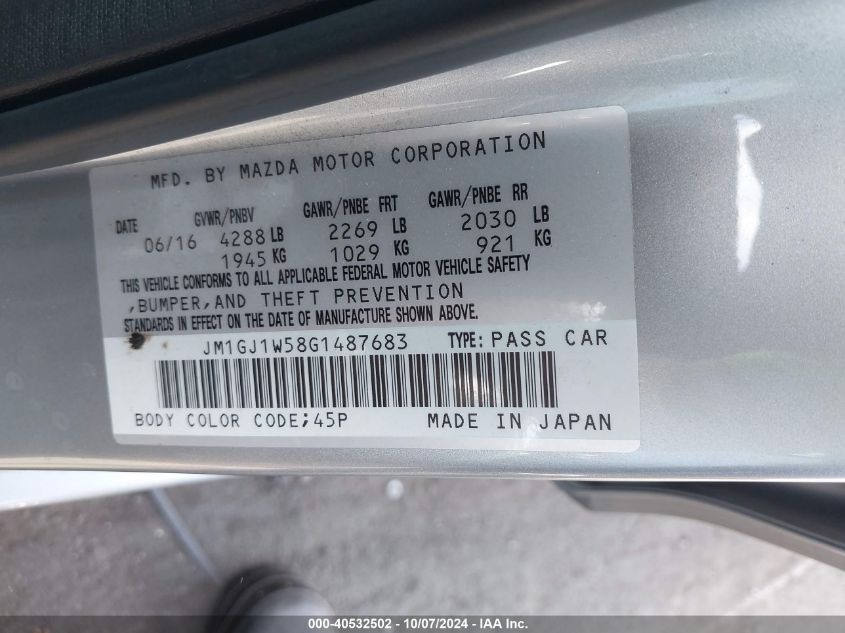 MFD. BY MAZDA MOTOR CORPORATION
DATE GVWR/PNBV GAWR/PNBE FRT GAWR/PNBE RR
06/16 4288 LB 2269 LB 2030 LB
1945 KG 1029 KG 921 KG
THIS VEHICLE CONFORMS TO ALL APPLICABLE FEDERAL MOTOR VEHICLE SAFETY
,BUMPER,AND THEFT PREVENTION
STANDARDS IN EFFECT ON THE DATE OF MANUFACTURE SHOWN ABOVE.
JM1GJ1W58G1487683 TYPE: PASS CAR
BODY COLOR CODE;45P MADE IN JAPAN
000-40532502 - 10/07/2024 - IAA Inc.